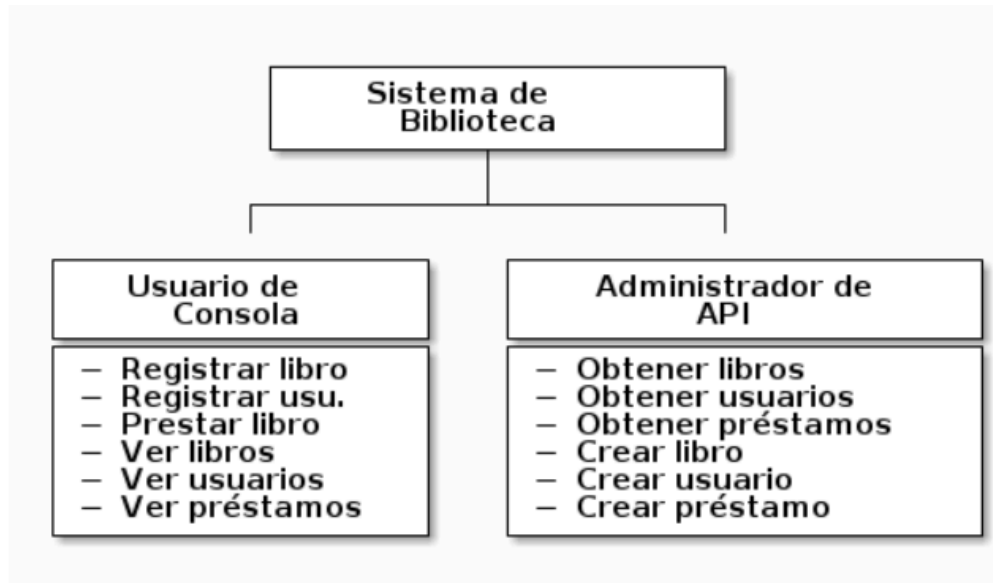 Sistema de
Biblioteca
Usuario de
Consola
– Registrar libro
– Registrar usu.
– Prestar libro
– Ver libros
– Ver usuarios
– Ver préstamos
Administrador de
API
– Obtener libros
– Obtener usuarios
– Obtener préstamos
– Crear libro
– Crear usuario
– Crear préstamo